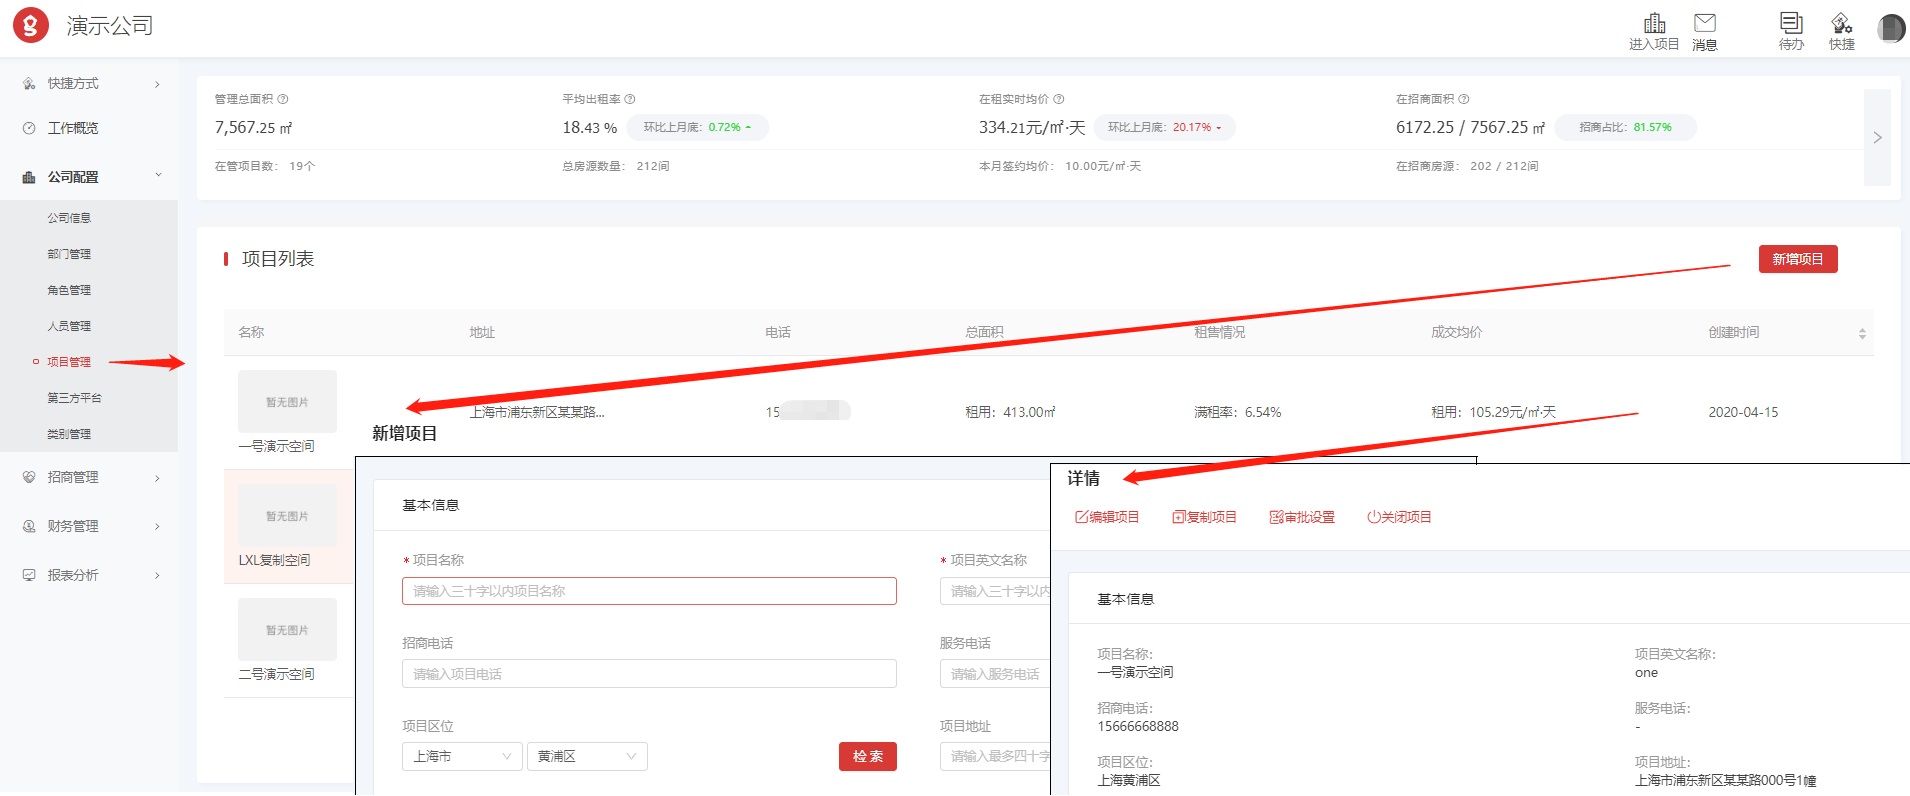 演示公司
进入项目
消息
待办
快捷
快捷方式
工作概览
公司配置
公司信息
部门管理
角色管理
人员管理
项目管理
第三方平台
类别管理
招商管理
财务管理
报表分析
管理总面积
7,567.25 ㎡
在管项目数： 19个
平均出租率
18.43 %
环比上月底： 0.72%
总房源数量： 212间
在租实时均价
334.21元/㎡·天
环比上月底： 20.17%
本月签约均价： 10.00元/㎡·天
在招商面积
6172.25 / 7567.25 ㎡
招商占比： 81.57%
在招商房源： 202 / 212间
项目列表
新增项目
名称 地址 电话 总面积 租售情况 成交均价 创建时间
暂无图片
一号演示空间
上海市浦东新区某某路...
15
租用：413.00㎡
满租率：6.54%
租用：105.29元/㎡·天
2020-04-15
暂无图片
LXL复制空间
暂无图片
二号演示空间
新增项目
基本信息
* 项目名称
请输入三十字以内项目名称
* 项目英文名称
请输入三十字以内
招商电话
请输入项目电话
服务电话
请输入服务电话
项目区位
上海市
黄浦区
检 索
项目地址
请输入最多四十字
详情
编辑项目
复制项目
审批设置
关闭项目
基本信息
项目名称：
一号演示空间
项目英文名称：
one
招商电话：
15666668888
服务电话：
-
项目区位：
上海黄浦区
项目地址：
上海市浦东新区某某路000号1幢